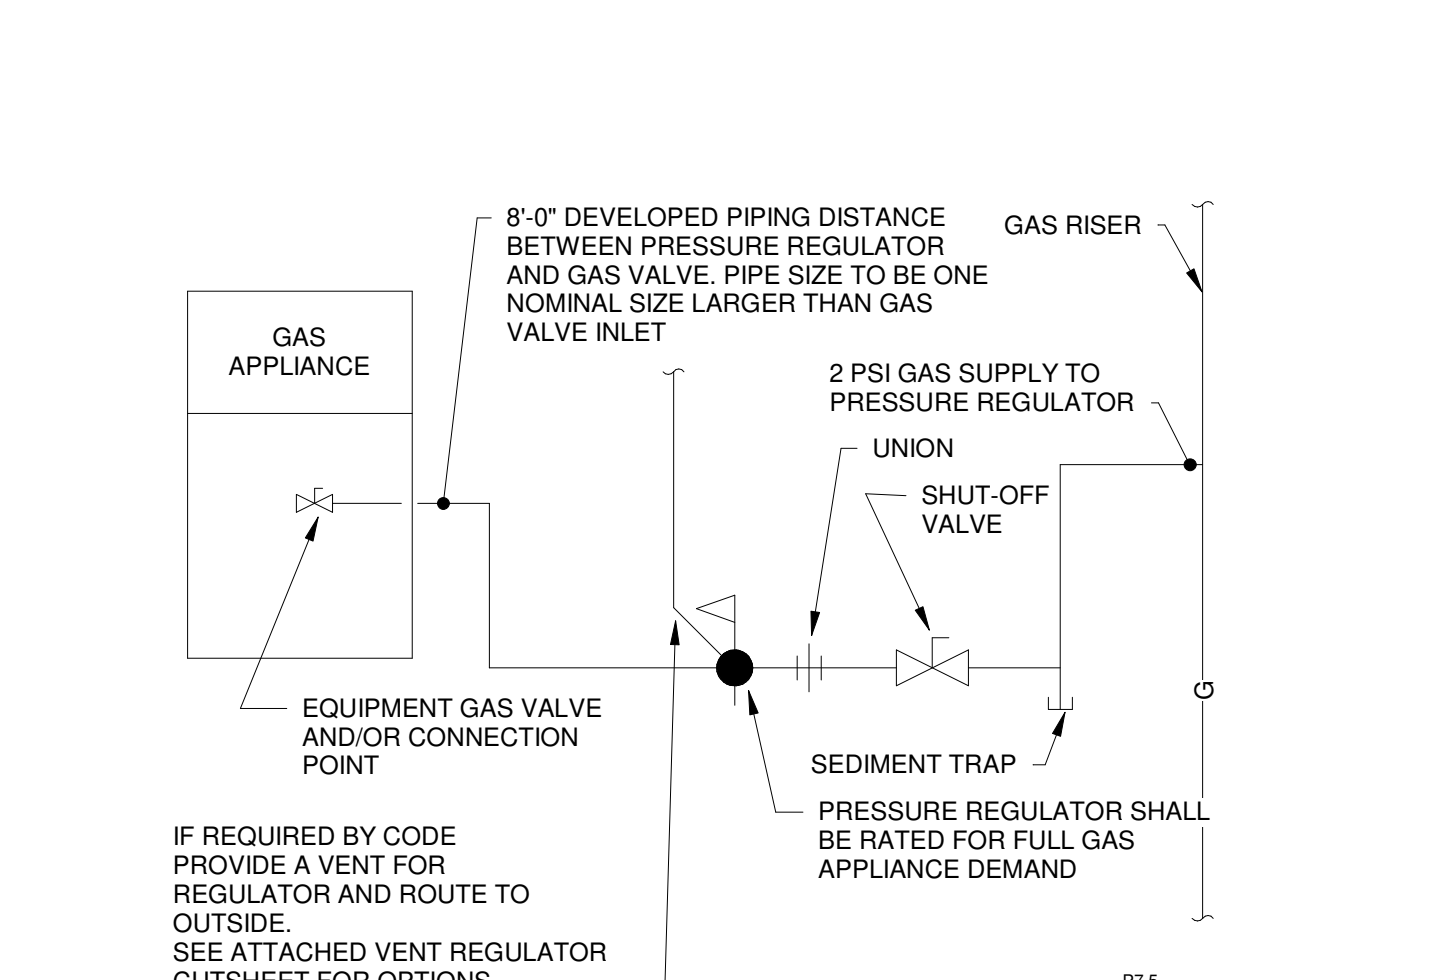 8'-0" DEVELOPED PIPING DISTANCE
BETWEEN PRESSURE REGULATOR
AND GAS VALVE. PIPE SIZE TO BE ONE
NOMINAL SIZE LARGER THAN GAS
VALVE INLET
GAS RISER
GAS
APPLIANCE
2 PSI GAS SUPPLY TO
PRESSURE REGULATOR
UNION
SHUT-OFF
VALVE
G
EQUIPMENT GAS VALVE
AND/OR CONNECTION
POINT
SEDIMENT TRAP
PRESSURE REGULATOR SHALL
BE RATED FOR FULL GAS
APPLIANCE DEMAND
IF REQUIRED BY CODE
PROVIDE A VENT FOR
REGULATOR AND ROUTE TO
OUTSIDE.
SEE ATTACHED VENT REGULATOR
CUTSHEET FOR OPTIONS